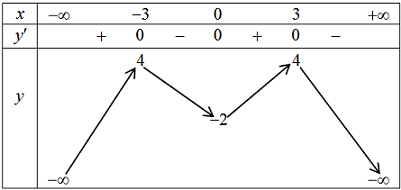 x −∞ −3 0 3 +∞
y′ + 0 − 0 + 0 −
4 4
y −2
−∞ −∞